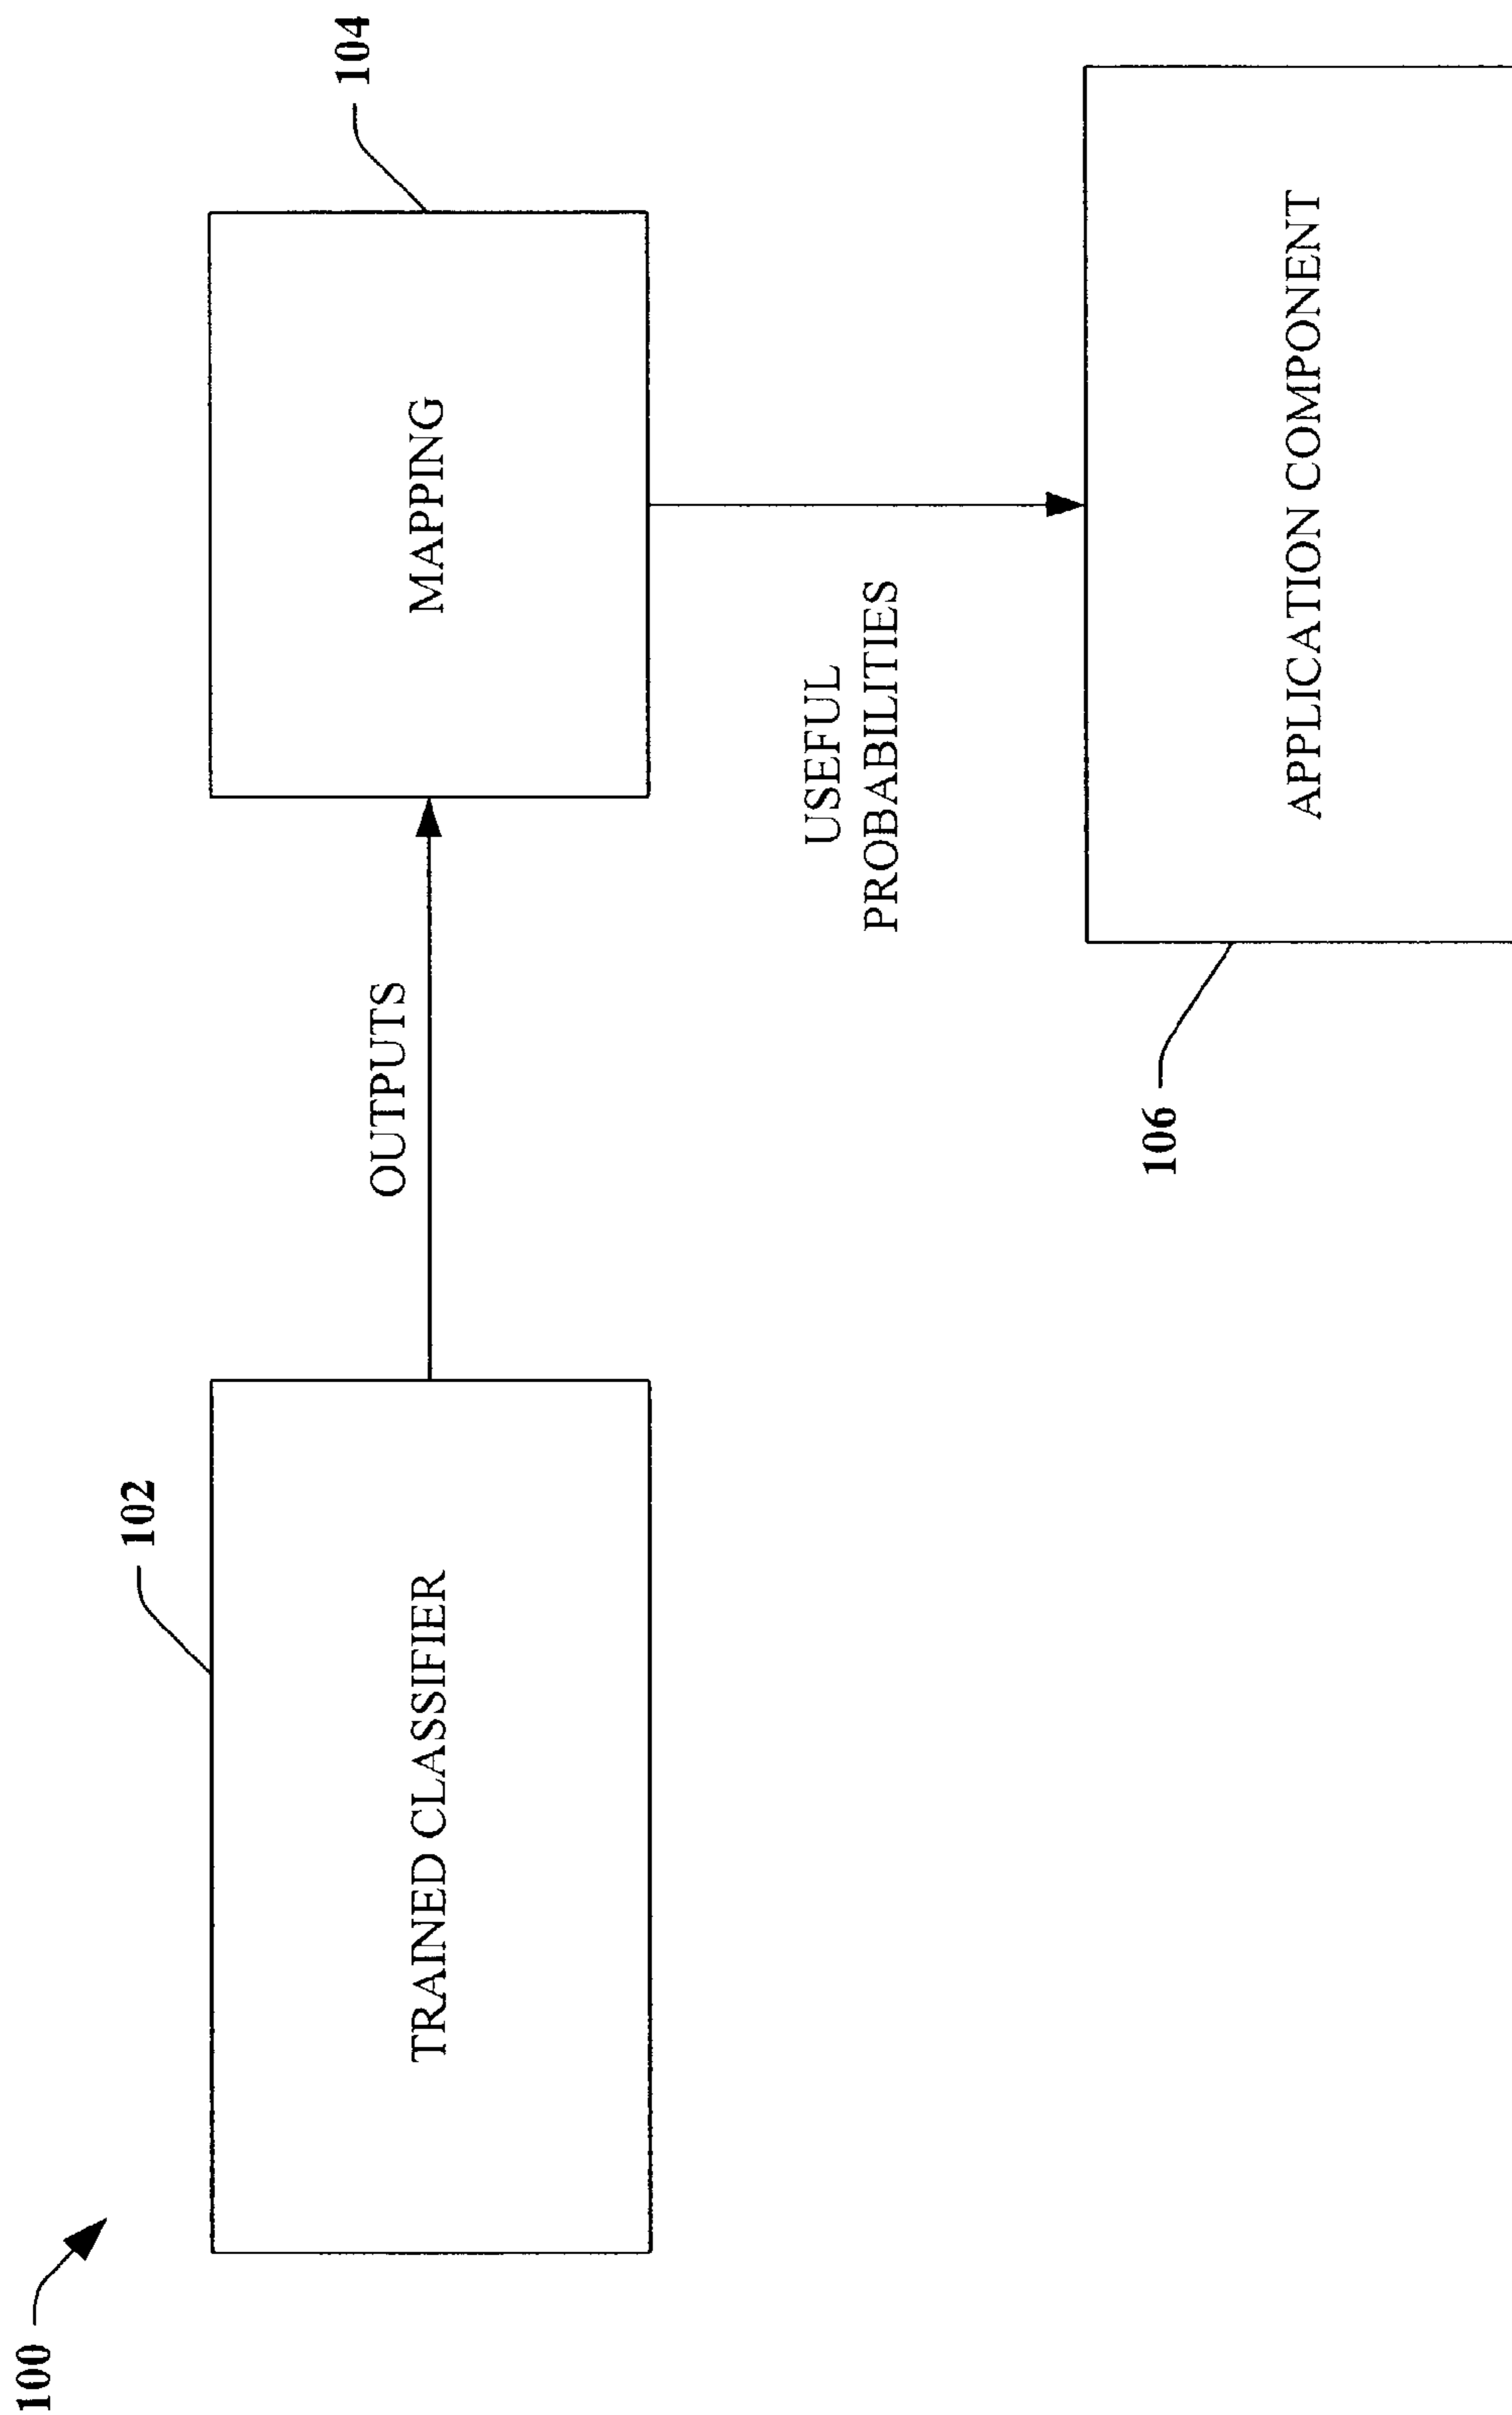 100
102
TRAINED CLASSIFIER
OUTPUTS
104
MAPPING
USEFUL
PROBABILITIES
106
APPLICATION COMPONENT